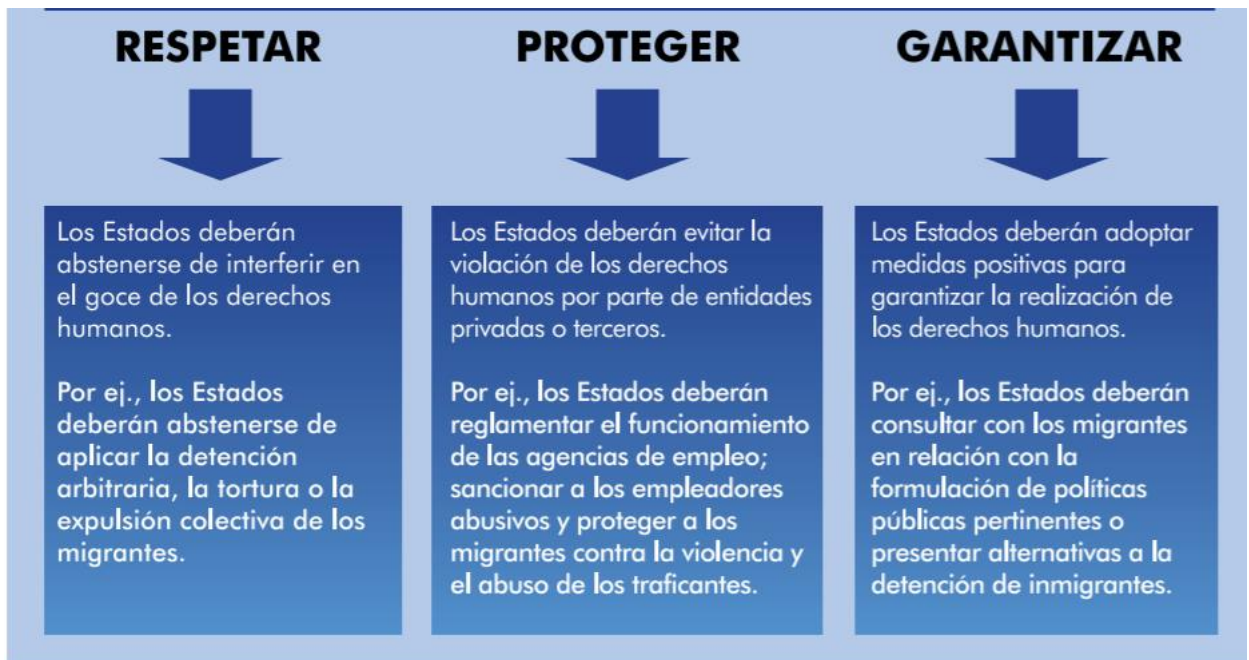 RESPETAR
PROTEGER
GARANTIZAR
Los Estados deberán
abstenerse de interferir en
el goce de los derechos
humanos.
Por ej., los Estados
deberán abstenerse de
aplicar la detención
arbitraria, la tortura o la
expulsión colectiva de los
migrantes.
Los Estados deberán evitar la
violación de los derechos
humanos por parte de entidades
privadas o terceros.
Por ej., los Estados deberán
reglamentar el funcionamiento
de las agencias de empleo;
sancionar a los empleadores
abusivos y proteger a los
migrantes contra la violencia y
el abuso de los traficantes.
Los Estados deberán adoptar
medidas positivas para
garantizar la realización de
los derechos humanos.
Por ej., los Estados deberán
consultar con los migrantes
en relación con la
formulación de políticas
públicas pertinentes o
presentar alternativas a la
detención de inmigrantes.